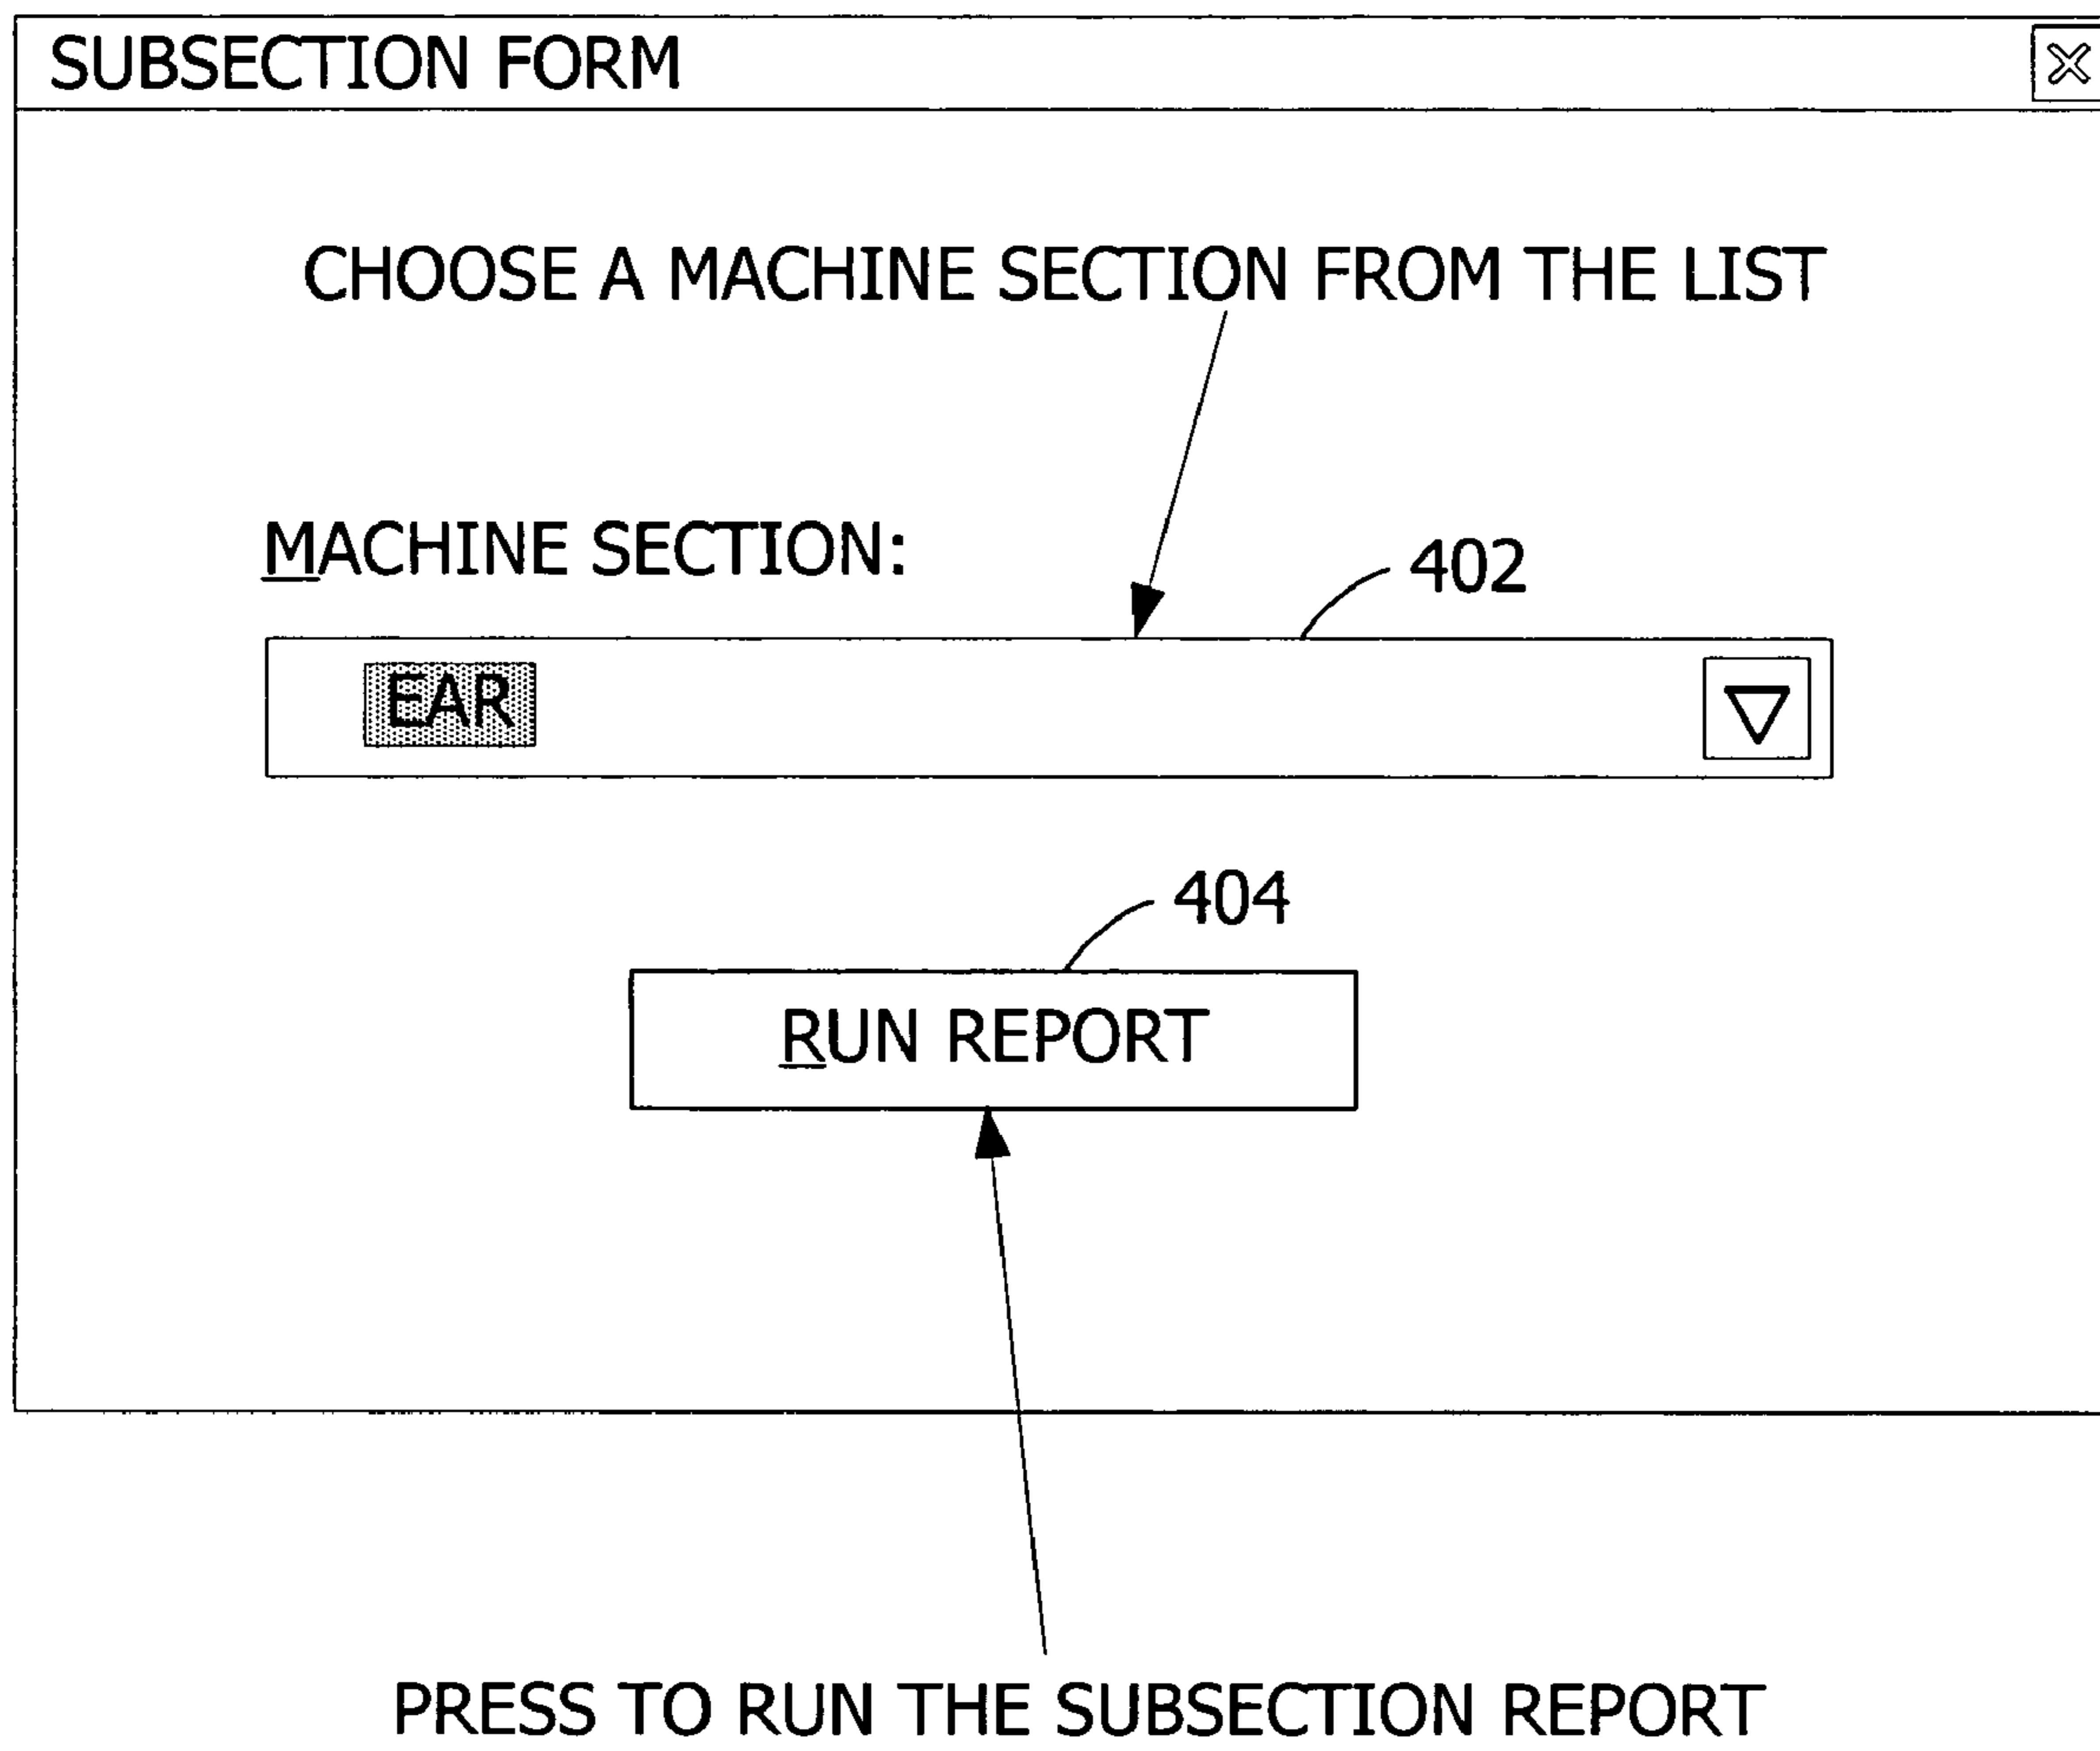 SUBSECTION FORM
CHOOSE A MACHINE SECTION FROM THE LIST
MACHINE SECTION:
402
EAR
404
RUN REPORT
PRESS TO RUN THE SUBSECTION REPORT